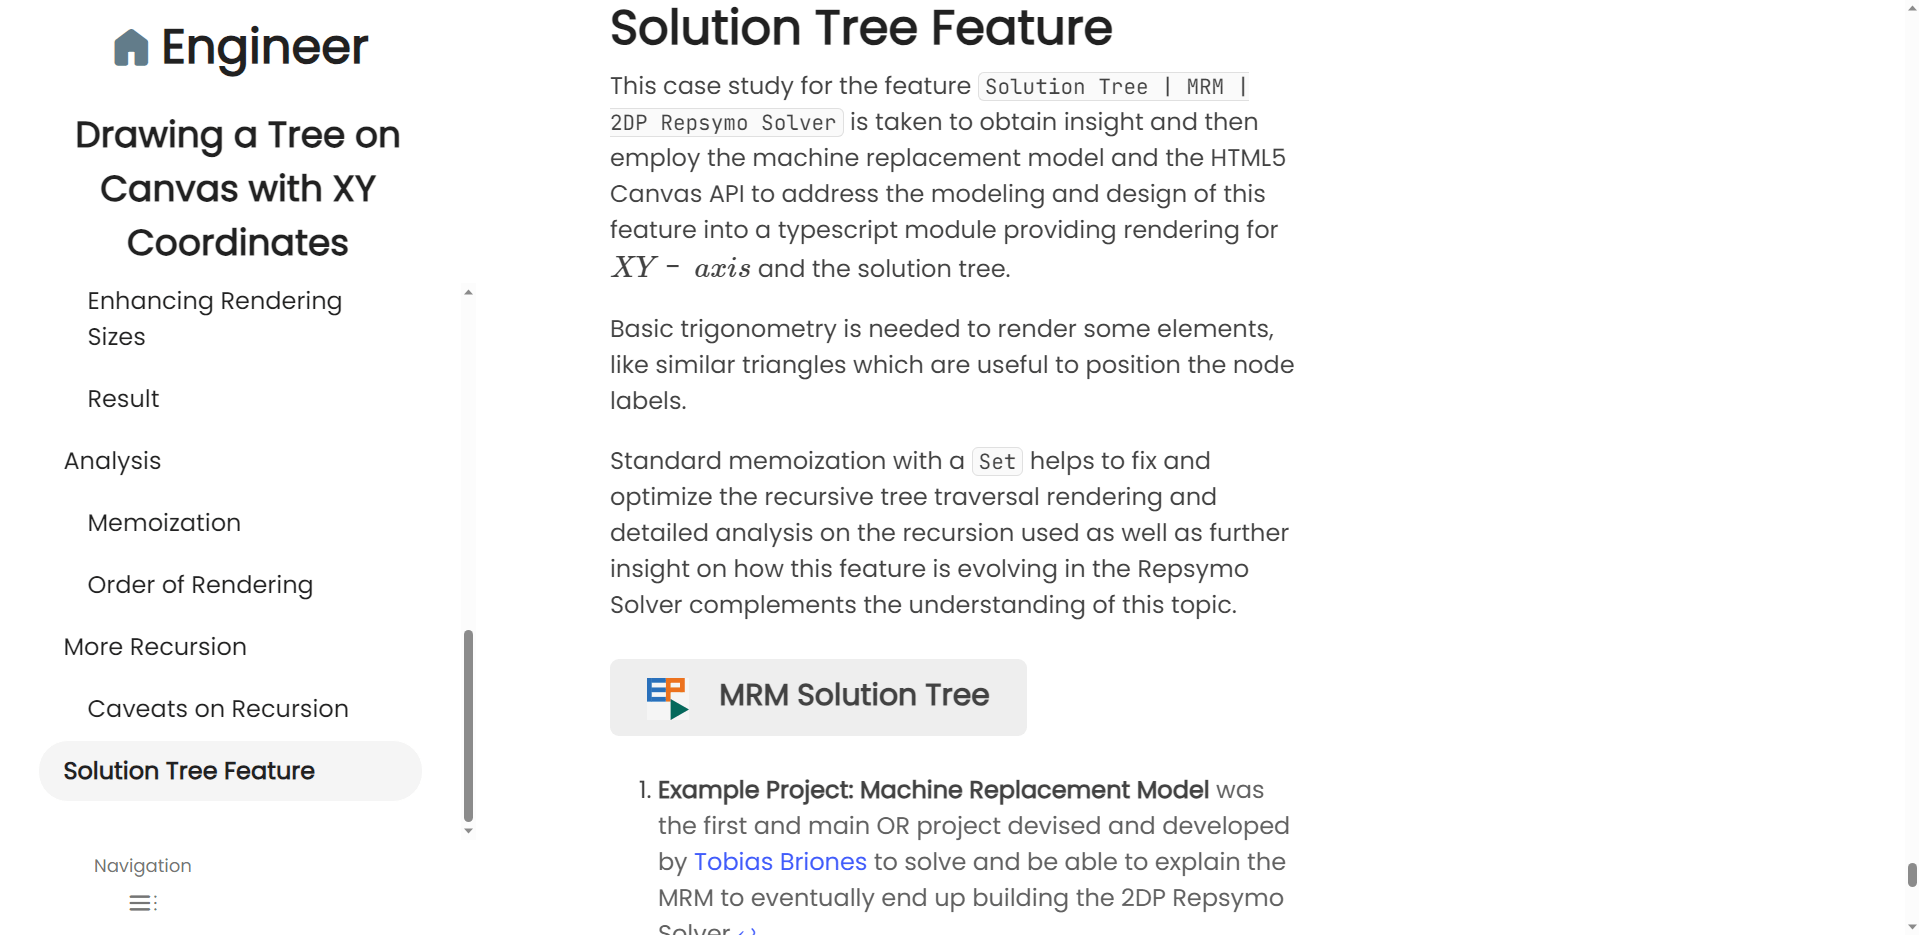 Engineer
Drawing a Tree on
Canvas with XY
Coordinates
Enhancing Rendering
Sizes
Result
Analysis
Memoization
Order of Rendering
More Recursion
Caveats on Recursion
Solution Tree Feature
Navigation
Solution Tree Feature
This case study for the feature Solution Tree | MRM |
2DP Repsymo Solver is taken to obtain insight and then
employ the machine replacement model and the HTML5
Canvas API to address the modeling and design of this
feature into a typescript module providing rendering for
XY − axis and the solution tree.
Basic trigonometry is needed to render some elements,
like similar triangles which are useful to position the node
labels.
Standard memoization with a Set helps to fix and
optimize the recursive tree traversal rendering and
detailed analysis on the recursion used as well as further
insight on how this feature is evolving in the Repsymo
Solver complements the understanding of this topic.
EP MRM Solution Tree
1. Example Project: Machine Replacement Model was
the first and main OR project devised and developed
by Tobias Briones to solve and be able to explain the
MRM to eventually end up building the 2DP Repsymo
Solver